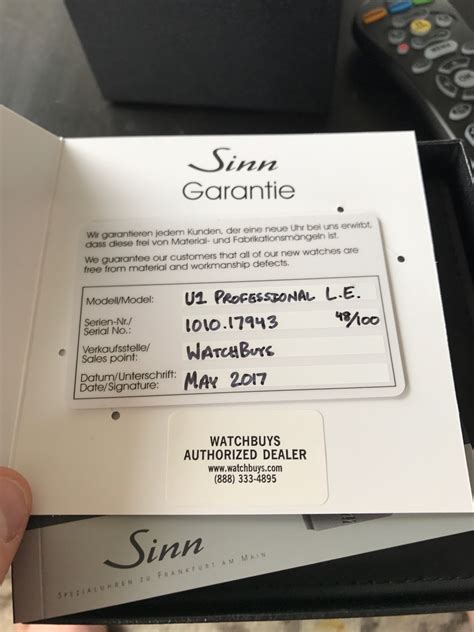 Sinn
Garantie
Wir garantieren jedem Kunden, der eine neue Uhr bei uns erwirbt,
dass diese frei von Material- und Fabrikationsmängeln ist.
We guarantee our customers that all of our new watches are
free from material and workmanship defects.
Modell/Model: U1 PROFESSIONAL L.E.
Serien-Nr./
Serial No.: 1010.17943 48/100
Verkaufsstelle/
Sales point: WATCHBUYS
Datum/Unterschrift:
Date/Signature: MAY 2017
WATCHBUYS
AUTHORIZED DEALER
www.watchbuys.com
(888) 333-4895
Sinn
SPEZIALUHREN ZU FRANKFURT AM MAIN